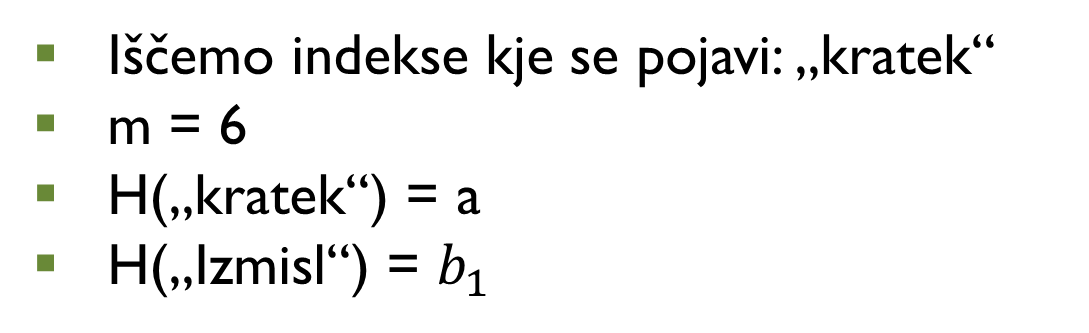 ▪ Iščemo indekse kje se pojavi: „kratek“
▪ m = 6
▪ H(„kratek“) = a
▪ H(„Izmisl“) = b₁